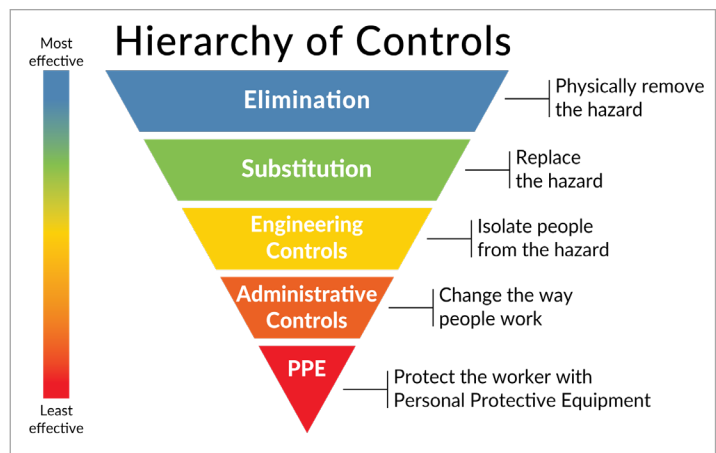 Hierarchy of Controls
Most
effective
Elimination
Physically remove
the hazard
Substitution
Replace
the hazard
Engineering
Controls
Isolate people
from the hazard
Administrative
Controls
Change the way
people work
PPE
Protect the worker with
Personal Protective Equipment
Least
effective